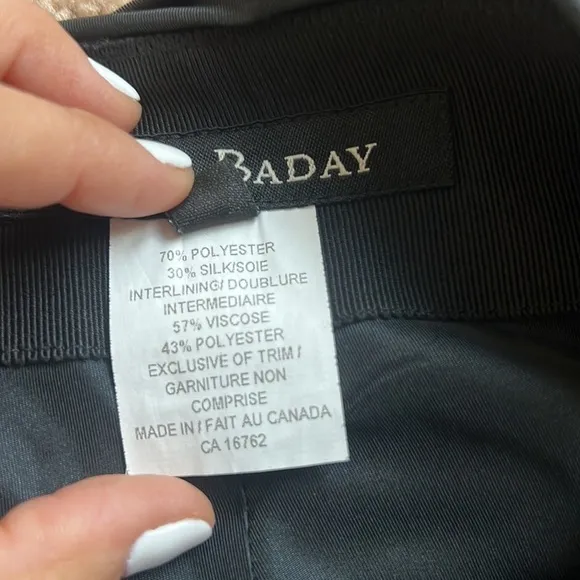 BADAY
70% POLYESTER
30% SILK/SOIE
INTERLINING/ DOUBLURE
INTERMEDIAIRE
57% VISCOSE
43% POLYESTER
EXCLUSIVE OF TRIM /
GARNITURE NON
COMPRISE
MADE IN / FAIT AU CANADA
CA 16762